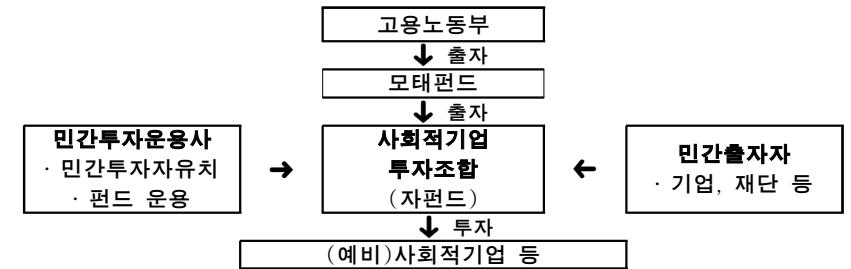 고용노동부
↓ 출자
모태펀드
↓ 출자
민간투자운용사
· 민간투자자유치
· 펀드 운용
→
사회적기업
투자조합
(자펀드)
←
민간출자자
· 기업, 재단 등
↓ 투자
(예비)사회적기업 등